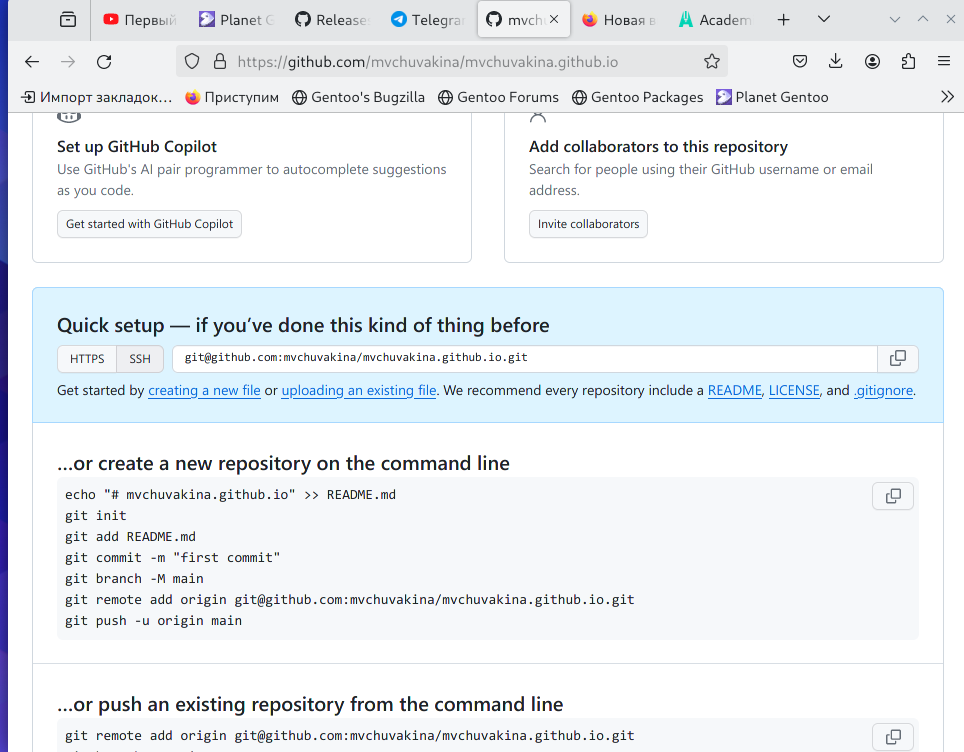 Первый
Planet G
Release
Telegra
mvch
Новая в
Academ
https://github.com/mvchuvakina/mvchuvakina.github.io
Импорт закладок…
Приступим
Gentoo's Bugzilla
Gentoo Forums
Gentoo Packages
Planet Gentoo
Set up GitHub Copilot
Use GitHub's AI pair programmer to autocomplete suggestions
as you code.
Get started with GitHub Copilot
Add collaborators to this repository
Search for people using their GitHub username or email
address.
Invite collaborators
Quick setup — if you've done this kind of thing before
HTTPS
SSH
git@github.com:mvchuvakina/mvchuvakina.github.io.git
Get started by creating a new file or uploading an existing file. We recommend every repository include a README, LICENSE, and .gitignore.
…or create a new repository on the command line
echo "# mvchuvakina.github.io" >> README.md
git init
git add README.md
git commit -m "first commit"
git branch -M main
git remote add origin git@github.com:mvchuvakina/mvchuvakina.github.io.git
git push -u origin main
…or push an existing repository from the command line
git remote add origin git@github.com:mvchuvakina/mvchuvakina.github.io.git